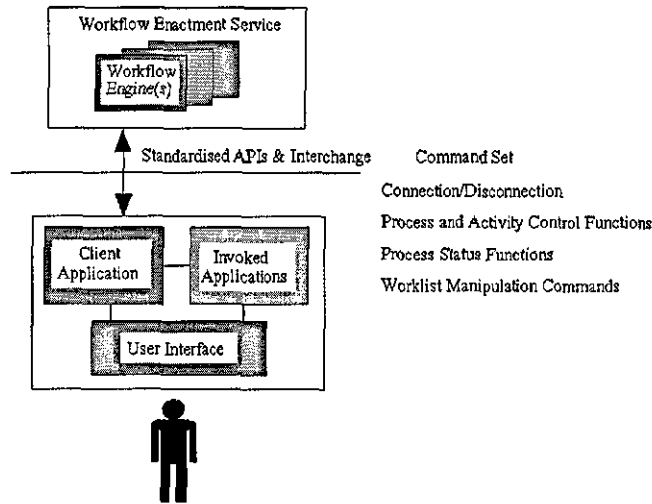 Workflow Enactment Service
Workflow
Engine(s)
Standardised APIs & Interchange
Command Set
Connection/Disconnection
Process and Activity Control Functions
Process Status Functions
Worklist Manipulation Commands
Client
Application
Invoked
Applications
User Interface